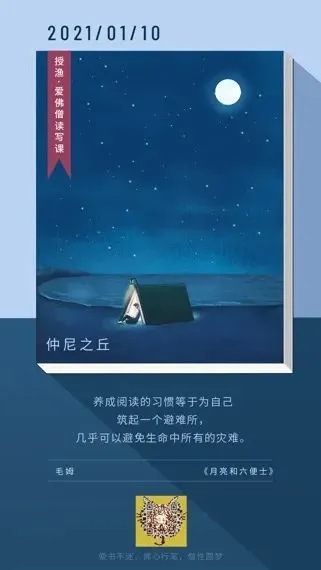 2021/01/10
授渔·爱佛僧读写课
仲尼之丘
养成阅读的习惯等于为自己
筑起一个避难所，
几乎可以避免生命中所有的灾难。
毛姆 《月亮和六便士》
爱书不迷，佛心行笔，僧性圆梦